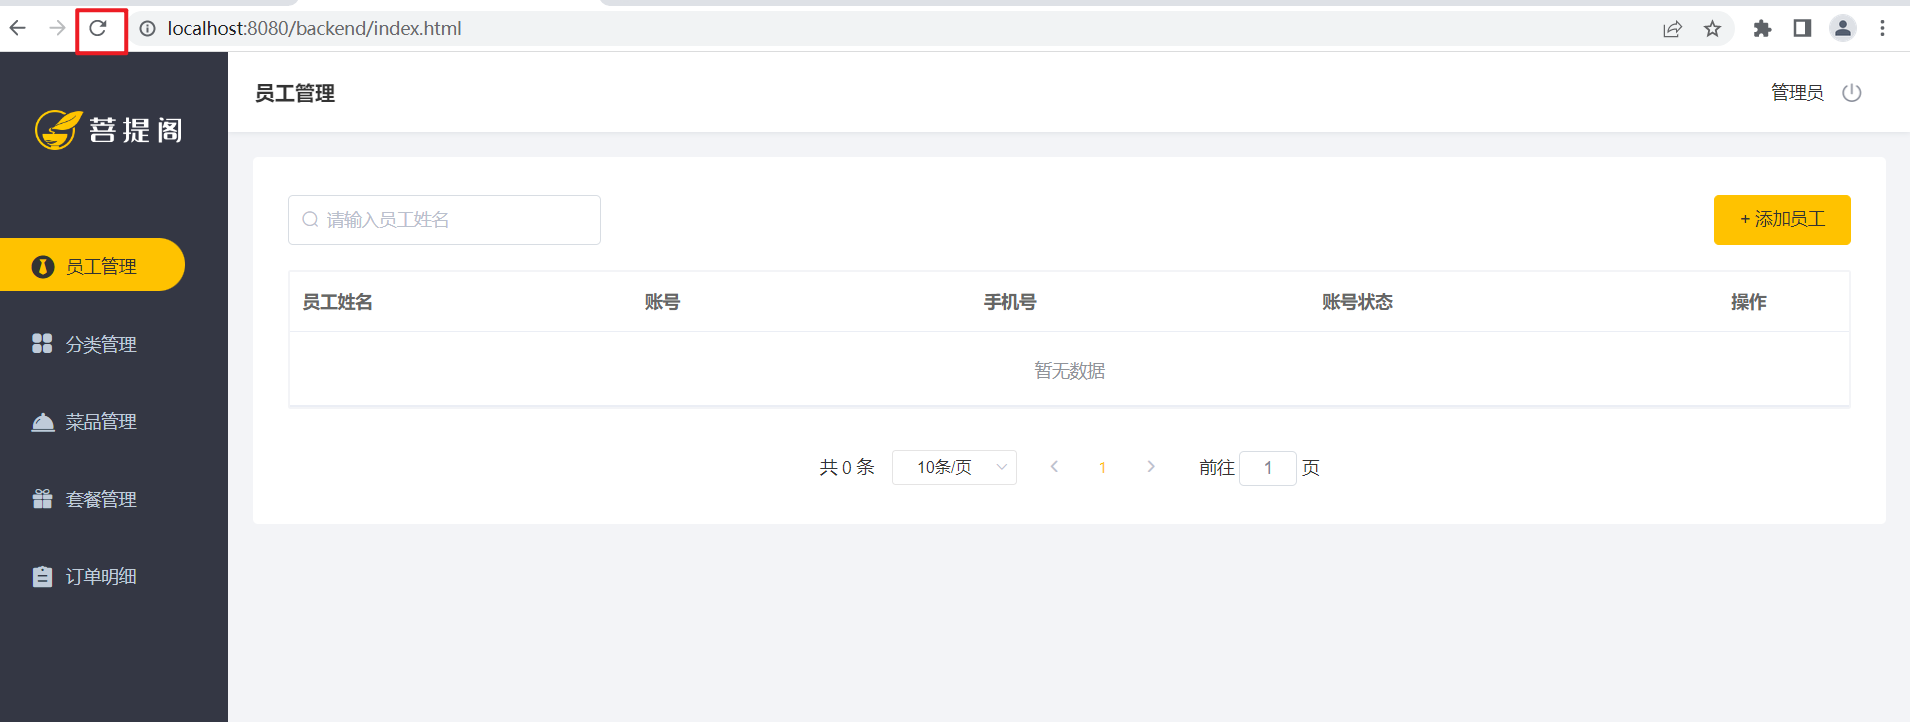 localhost:8080/backend/index.html
菩提阁
员工管理
管理员
员工管理
分类管理
菜品管理
套餐管理
订单明细
请输入员工姓名
+ 添加员工
员工姓名 账号 手机号 账号状态 操作
暂无数据
共 0 条 10条/页 1 前往 1 页